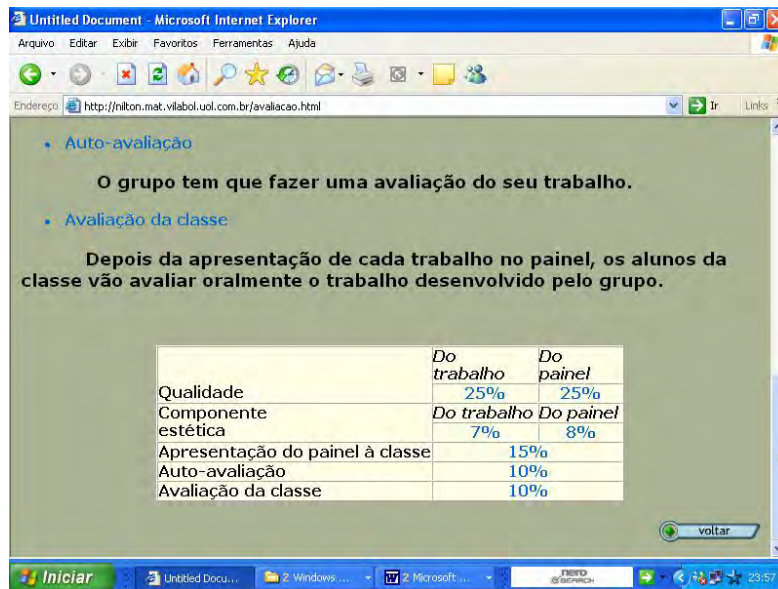 Untitled Document - Microsoft Internet Explorer
Arquivo Editar Exibir Favoritos Ferramentas Ajuda
Endereço http://nilton.mat.vilabol.uol.com.br/avaliacao.html Ir Links
• Auto-avaliação
O grupo tem que fazer uma avaliação do seu trabalho.
• Avaliação da classe
Depois da apresentação de cada trabalho no painel, os alunos da
classe vão avaliar oralmente o trabalho desenvolvido pelo grupo.
Do Do
trabalho painel
Qualidade 25% 25%
Componente Do trabalho Do painel
estética 7% 8%
Apresentação do painel à classe 15%
Auto-avaliação 10%
Avaliação da classe 10%
voltar
Iniciar Untitled Docu... 2 Windows ... 2 Microsoft ... nero SEARCH 23:57